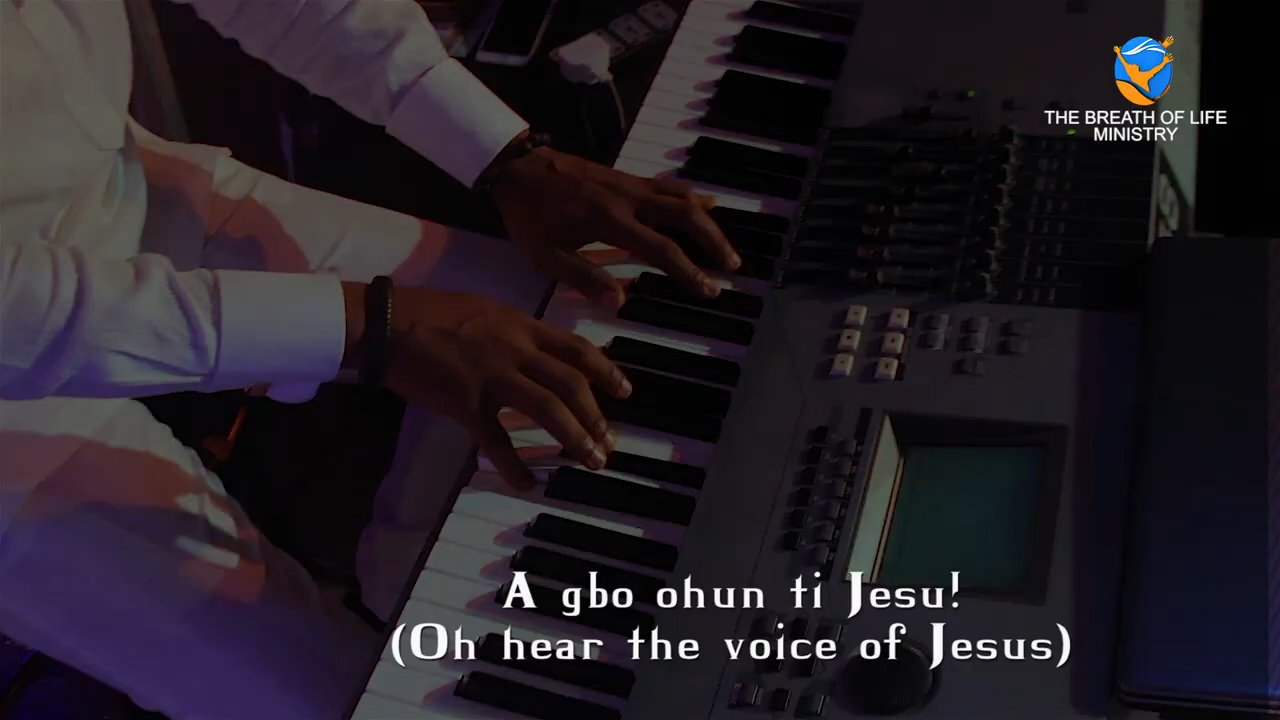 THE BREATH OF LIFE
MINISTRY
A gbo ohun ti Jesu!
(Oh hear the voice of Jesus)